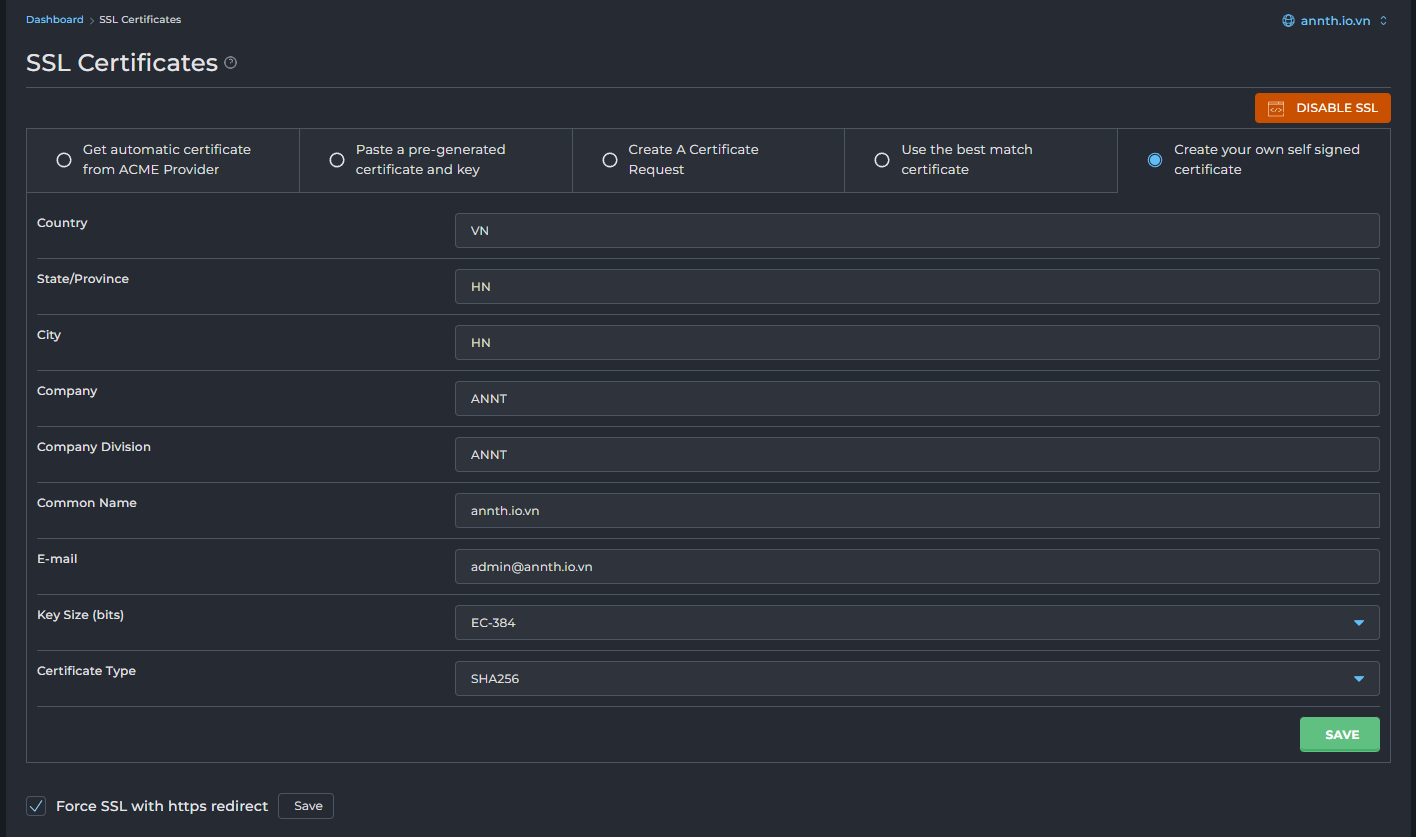 Dashboard > SSL Certificates
annth.io.vn
SSL Certificates
DISABLE SSL
Get automatic certificate
from ACME Provider
Paste a pre-generated
certificate and key
Create A Certificate
Request
Use the best match
certificate
Create your own self signed
certificate
Country
VN
State/Province
HN
City
HN
Company
ANNT
Company Division
ANNT
Common Name
annth.io.vn
E-mail
admin@annth.io.vn
Key Size (bits)
EC-384
Certificate Type
SHA256
SAVE
Force SSL with https redirect
Save